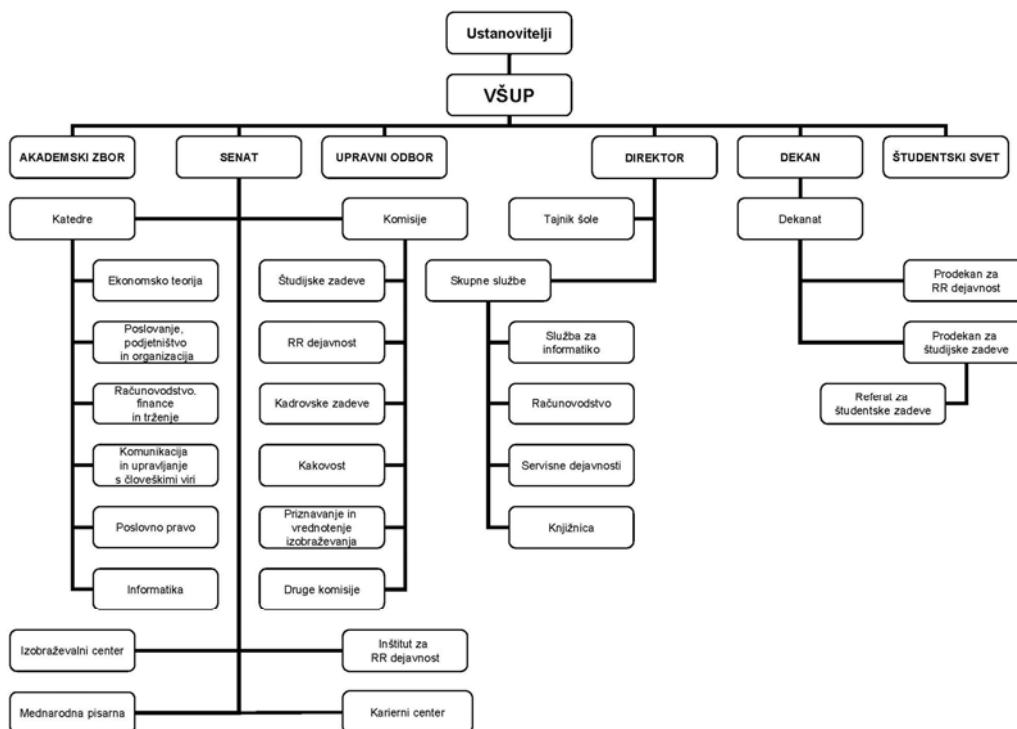 Ustanovitelji
VŠUP
AKADEMSKI ZBOR
SENAT
UPRAVNI ODBOR
DIREKTOR
DEKAN
ŠTUDENTSKI SVET
Katedre
Komisije
Tajnik šole
Dekanat
Ekonomsko teorija
Študijske zadeve
Skupne službe
Prodekan za
RR dejavnost
Poslovanje,
podjetništvo
in organizacija
RR dejavnost
Služba za
informatiko
Prodekan za
študijske zadeve
Računovodstvo,
finance
in trženje
Kadrovske zadeve
Računovodstvo
Referat za
študentske zadeve
Komunikacija
in upravljanje
s človeškimi viri
Kakovost
Servisne dejavnosti
Poslovno pravo
Priznavanje in
vrednotenje
izobraževanja
Knjižnica
Informatika
Druge komisije
Izobraževalni center
Inštitut za
RR dejavnost
Mednarodna pisarna
Karierni center